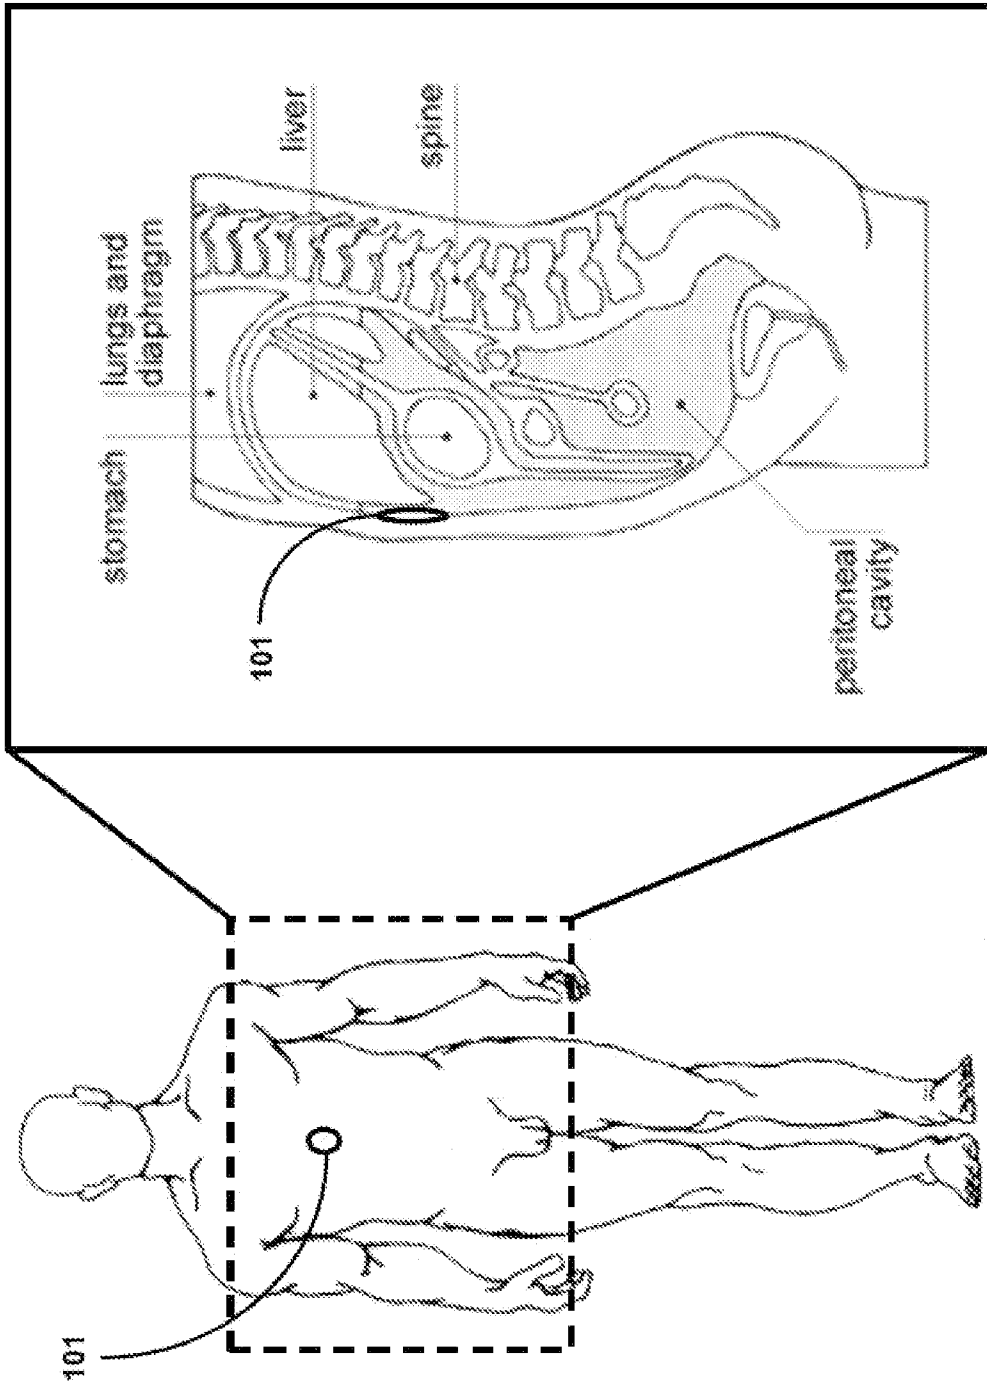 101
stomach
lungs and
diaphragm
liver
spine
101
peritoneal
cavity